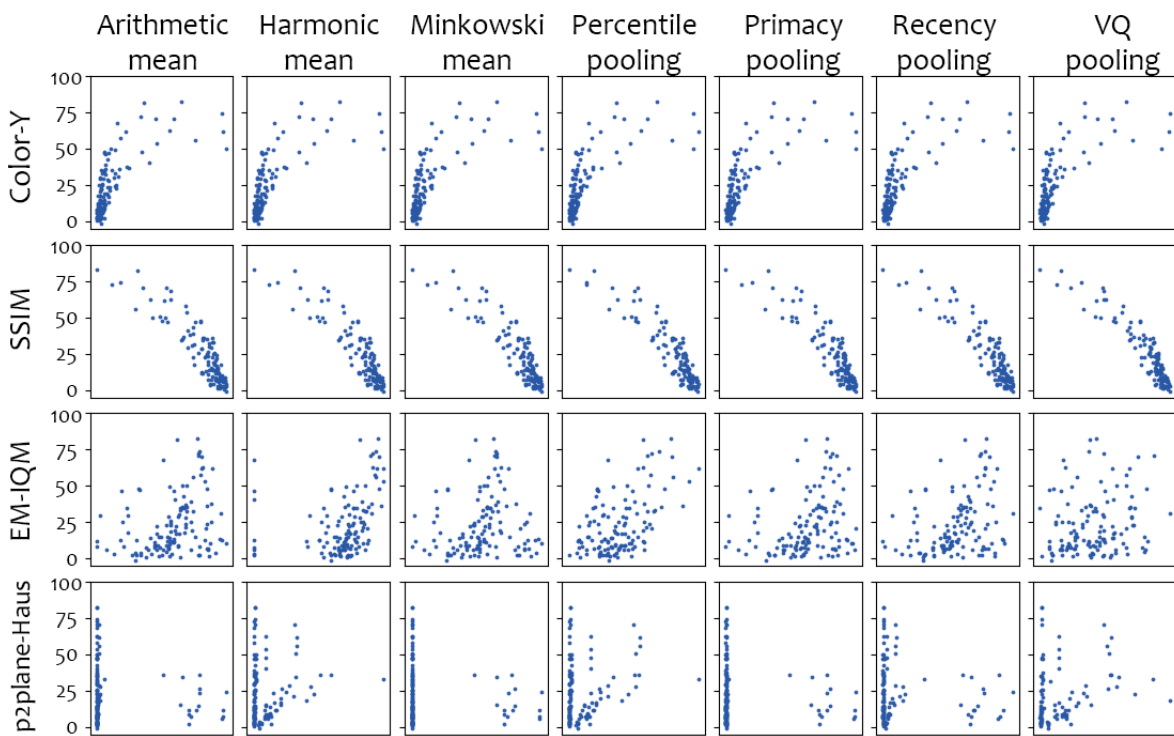 Arithmetic mean
Harmonic mean
Minkowski mean
Percentile pooling
Primacy pooling
Recency pooling
VQ pooling
Color-Y
100
75
50
25
0
SSIM
100
75
50
25
0
EM-IQM
100
75
50
25
0
p2plane-Haus
100
75
50
25
0